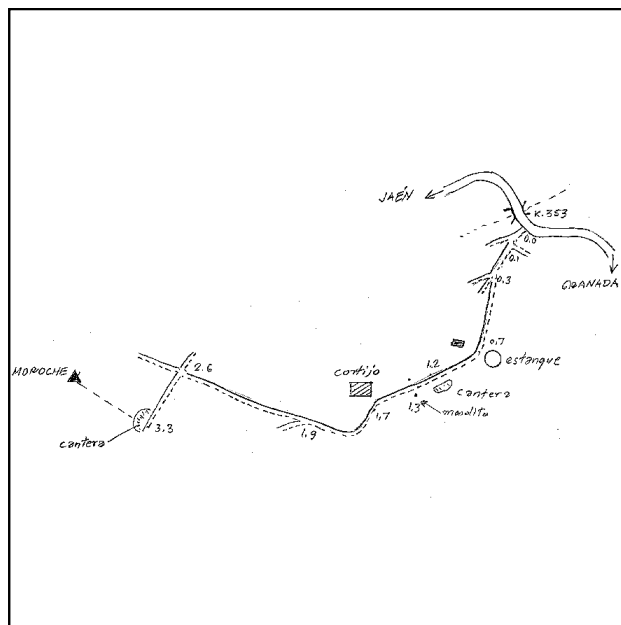 JAÉN
K.353
0.0
0.1
GRANADA
0.3
0.7
estanque
1.2
cortijo
2.6
MOROCHE
cantera
1.3
monolito
1.7
3.3
1.9
cantera